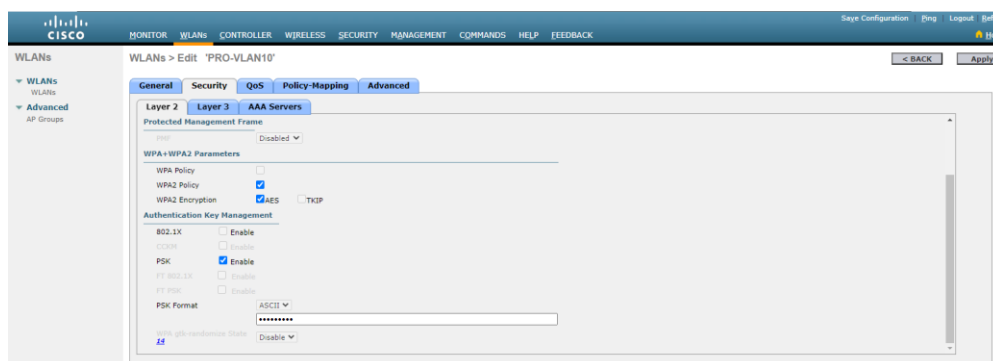 Save Configuration Ping Logout Ref
CISCO
MONITOR WLANs CONTROLLER WIRELESS SECURITY MANAGEMENT COMMANDS HELP FEEDBACK
WLANs
WLANs > Edit 'PRO-VLAN10'
< BACK Apply
WLANs
WLANs
Advanced
AP Groups
General Security QoS Policy-Mapping Advanced
Layer 2 Layer 3 AAA Servers
Protected Management Frame
PMF Disabled
WPA+WPA2 Parameters
WPA Policy
WPA2 Policy
WPA2 Encryption AES TKIP
Authentication Key Management
802.1X Enable
CCKM Enable
PSK Enable
FT 802.1X Enable
FT PSK Enable
PSK Format ASCII
•••••••••
WPA gtk-randomize State Disable
14